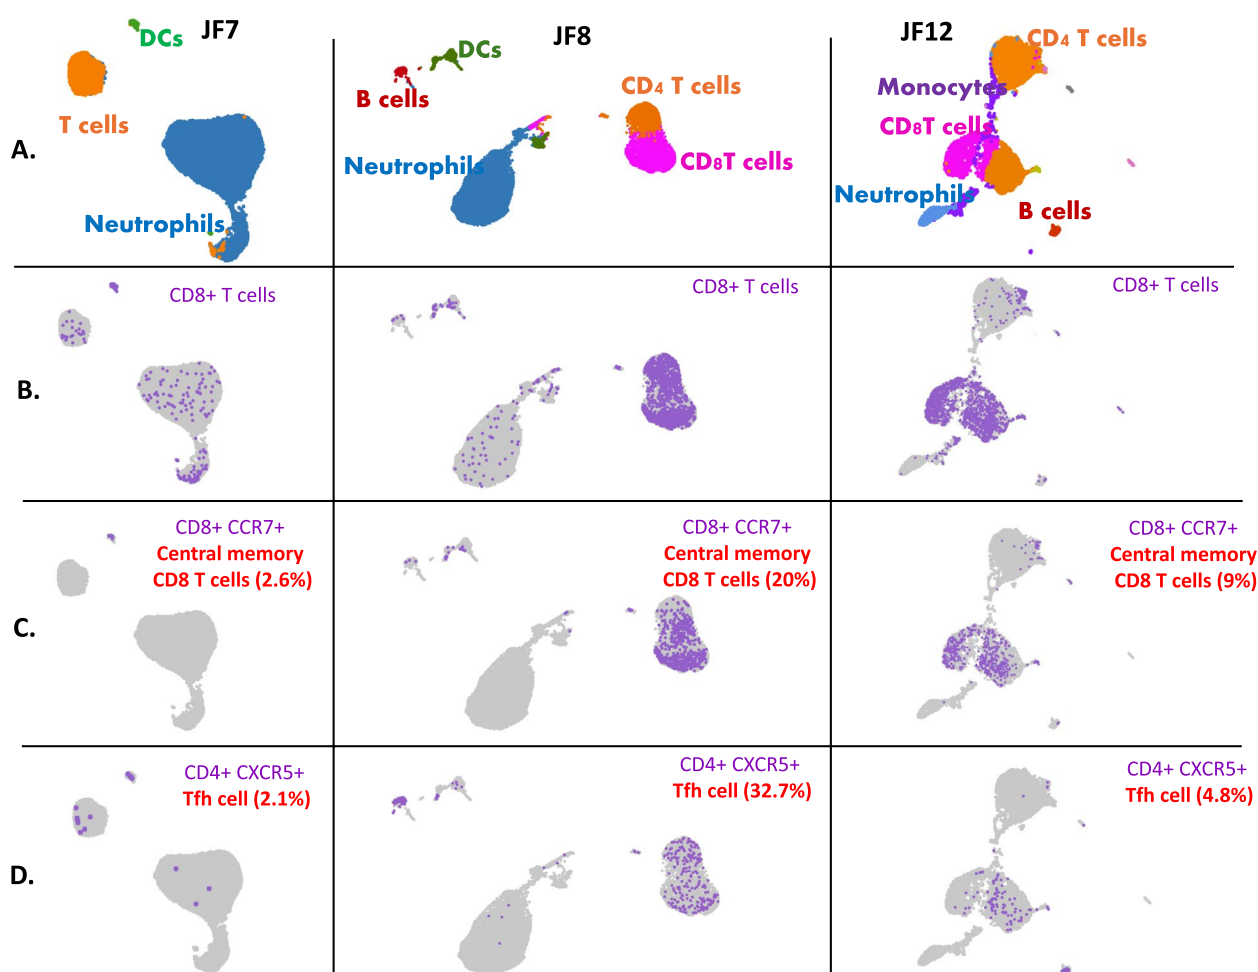 JF7
JF8
JF12
A.
DCs
T cells
Neutrophils
DCs
B cells
Neutrophils
CD4 T cells
CD8T cells
CD4 T cells
Monocytes
CD8T cells
Neutrophils
B cells
B.
CD8+ T cells
CD8+ T cells
CD8+ T cells
C.
CD8+ CCR7+
Central memory
CD8 T cells (2.6%)
CD8+ CCR7+
Central memory
CD8 T cells (20%)
CD8+ CCR7+
Central memory
CD8 T cells (9%)
D.
CD4+ CXCR5+
Tfh cell (2.1%)
CD4+ CXCR5+
Tfh cell (32.7%)
CD4+ CXCR5+
Tfh cell (4.8%)